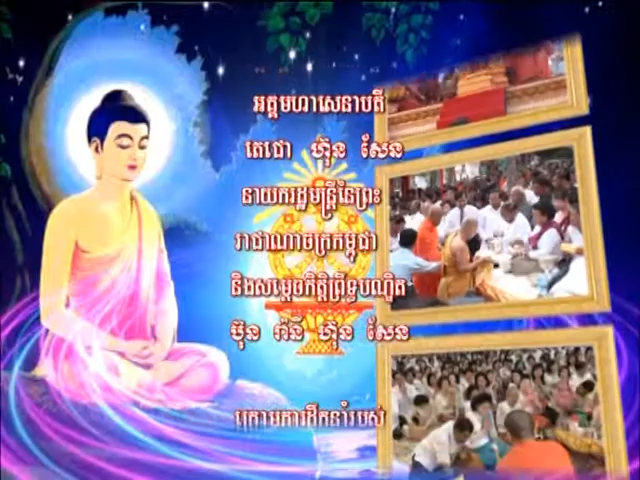 អគ្គមហាសេនាបតី
តេជោ ហ៊ុន សែន
នាយករដ្ឋមន្ត្រីនៃព្រះ
រាជាណាចក្រកម្ពុជា
និងសម្តេចកិត្តិព្រឹទ្ធបណ្ឌិត
ប៊ុន រ៉ានី ហ៊ុន សែន
ក្រោមការដឹកនាំរបស់